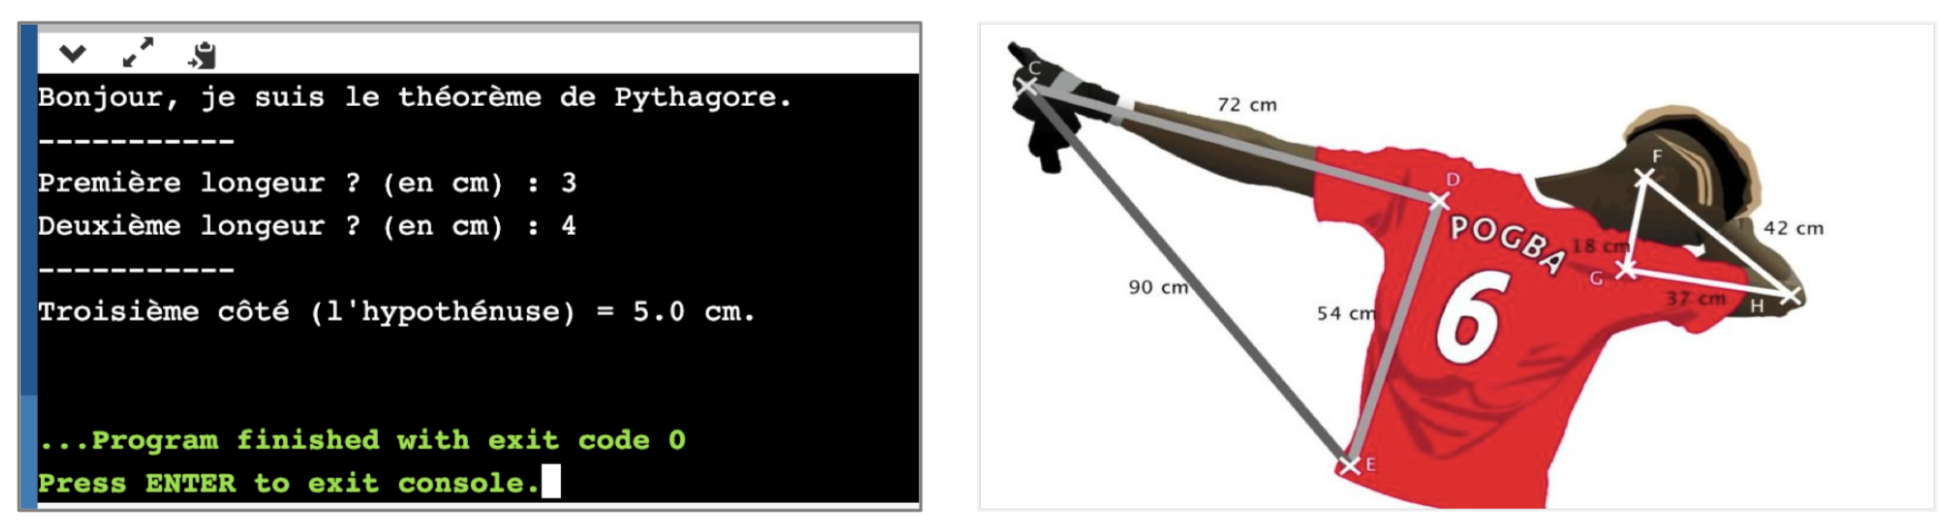 Bonjour, je suis le théorème de Pythagore.
-----------
Première longeur ? (en cm) : 3
Deuxième longeur ? (en cm) : 4
-----------
Troisième côté (l'hypothénuse) = 5.0 cm.
...Program finished with exit code 0
Press ENTER to exit console.
C
72 cm
F
D
POGBA
18 cm
42 cm
G
90 cm
37 cm
H
54 cm
6
E